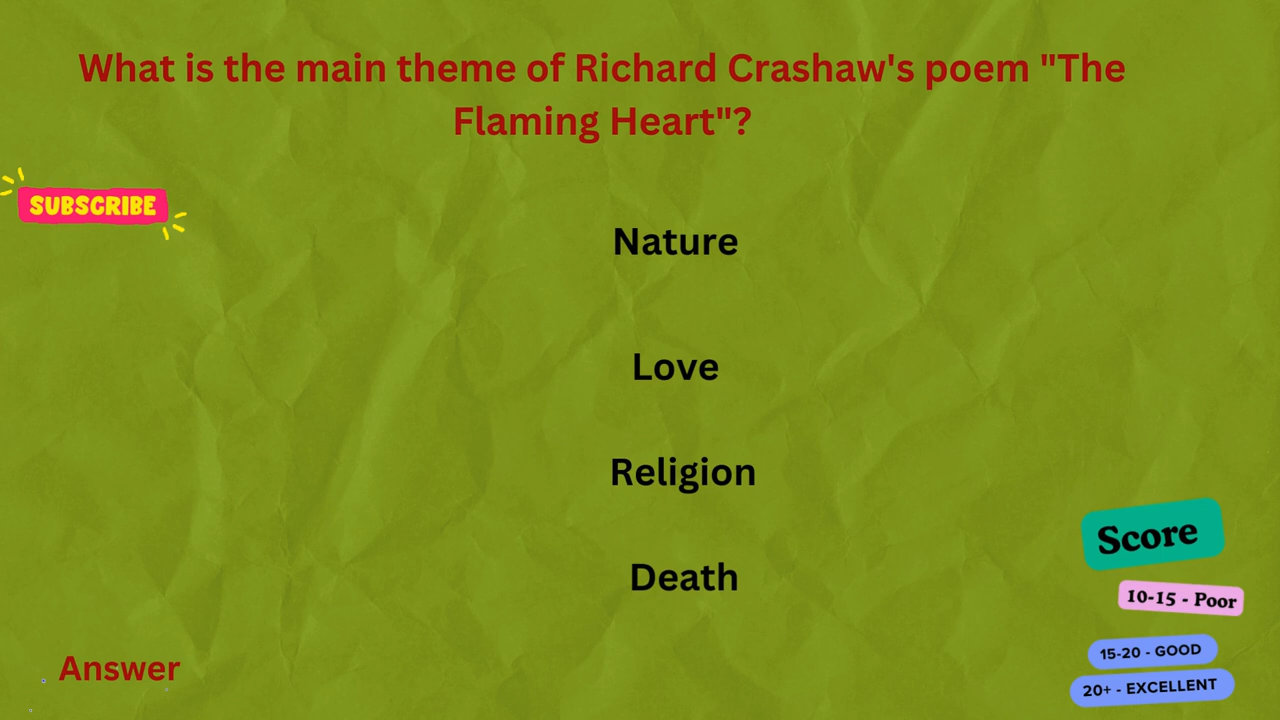 What is the main theme of Richard Crashaw's poem "The
Flaming Heart"?
SUBSCRIBE
Nature
Love
Religion
Death
Score
10-15 - Poor
15-20 - GOOD
20+ - EXCELLENT
Answer